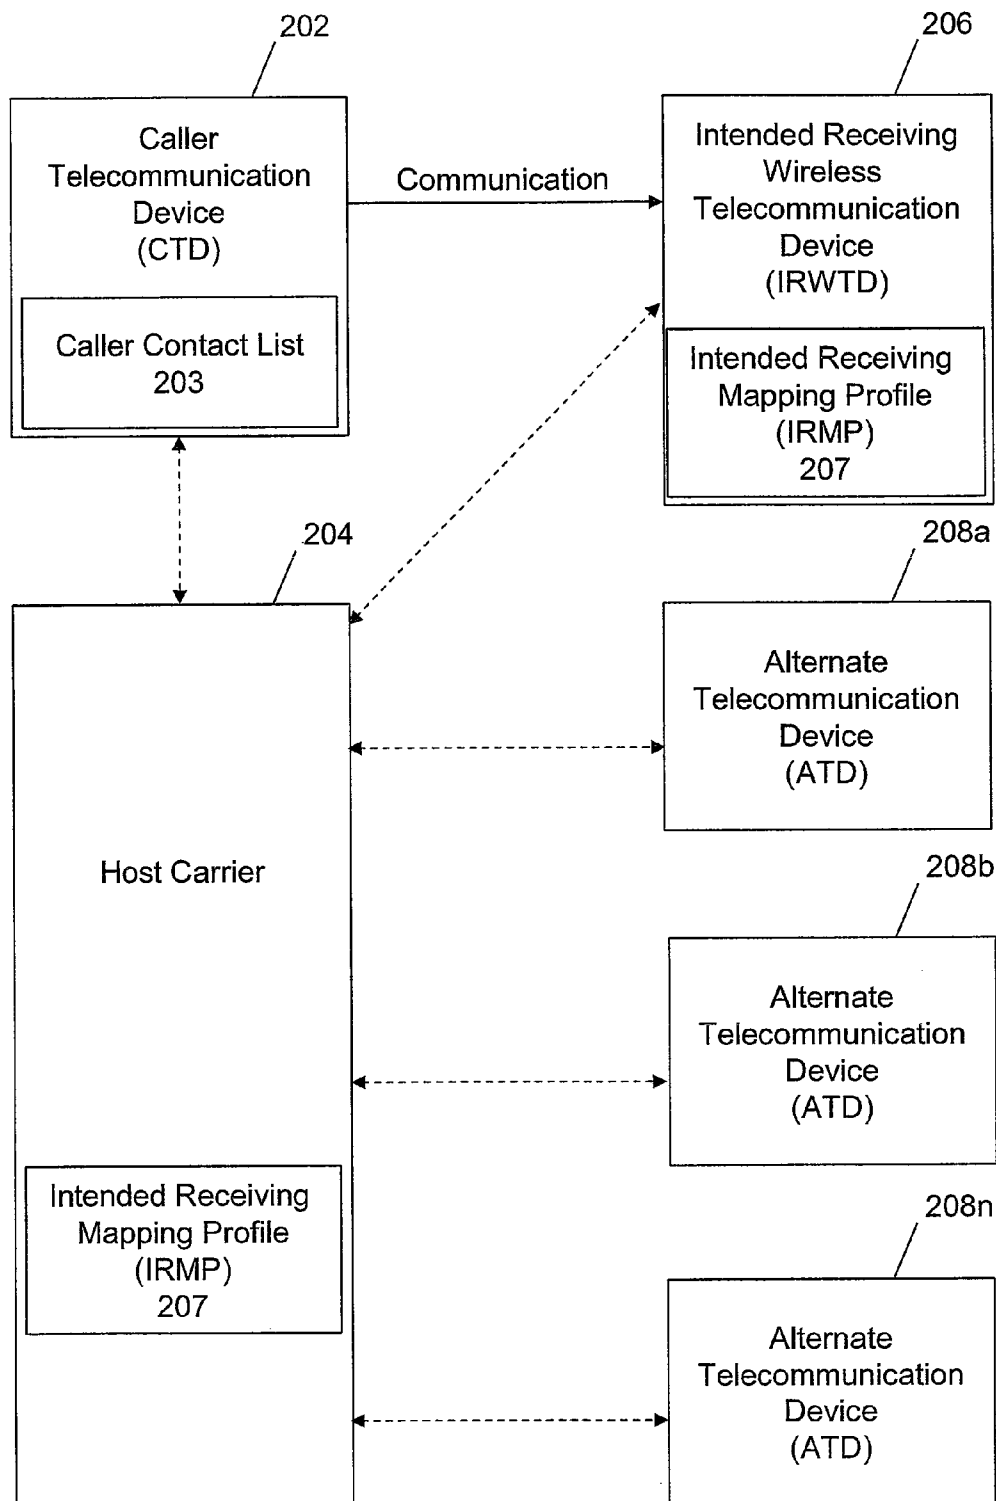 202
Caller
Telecommunication
Device
(CTD)
Caller Contact List
203
Communication
206
Intended Receiving
Wireless
Telecommunication
Device
(IRWTD)
Intended Receiving
Mapping Profile
(IRMP)
207
204
Host Carrier
Intended Receiving
Mapping Profile
(IRMP)
207
208a
Alternate
Telecommunication
Device
(ATD)
208b
Alternate
Telecommunication
Device
(ATD)
208n
Alternate
Telecommunication
Device
(ATD)